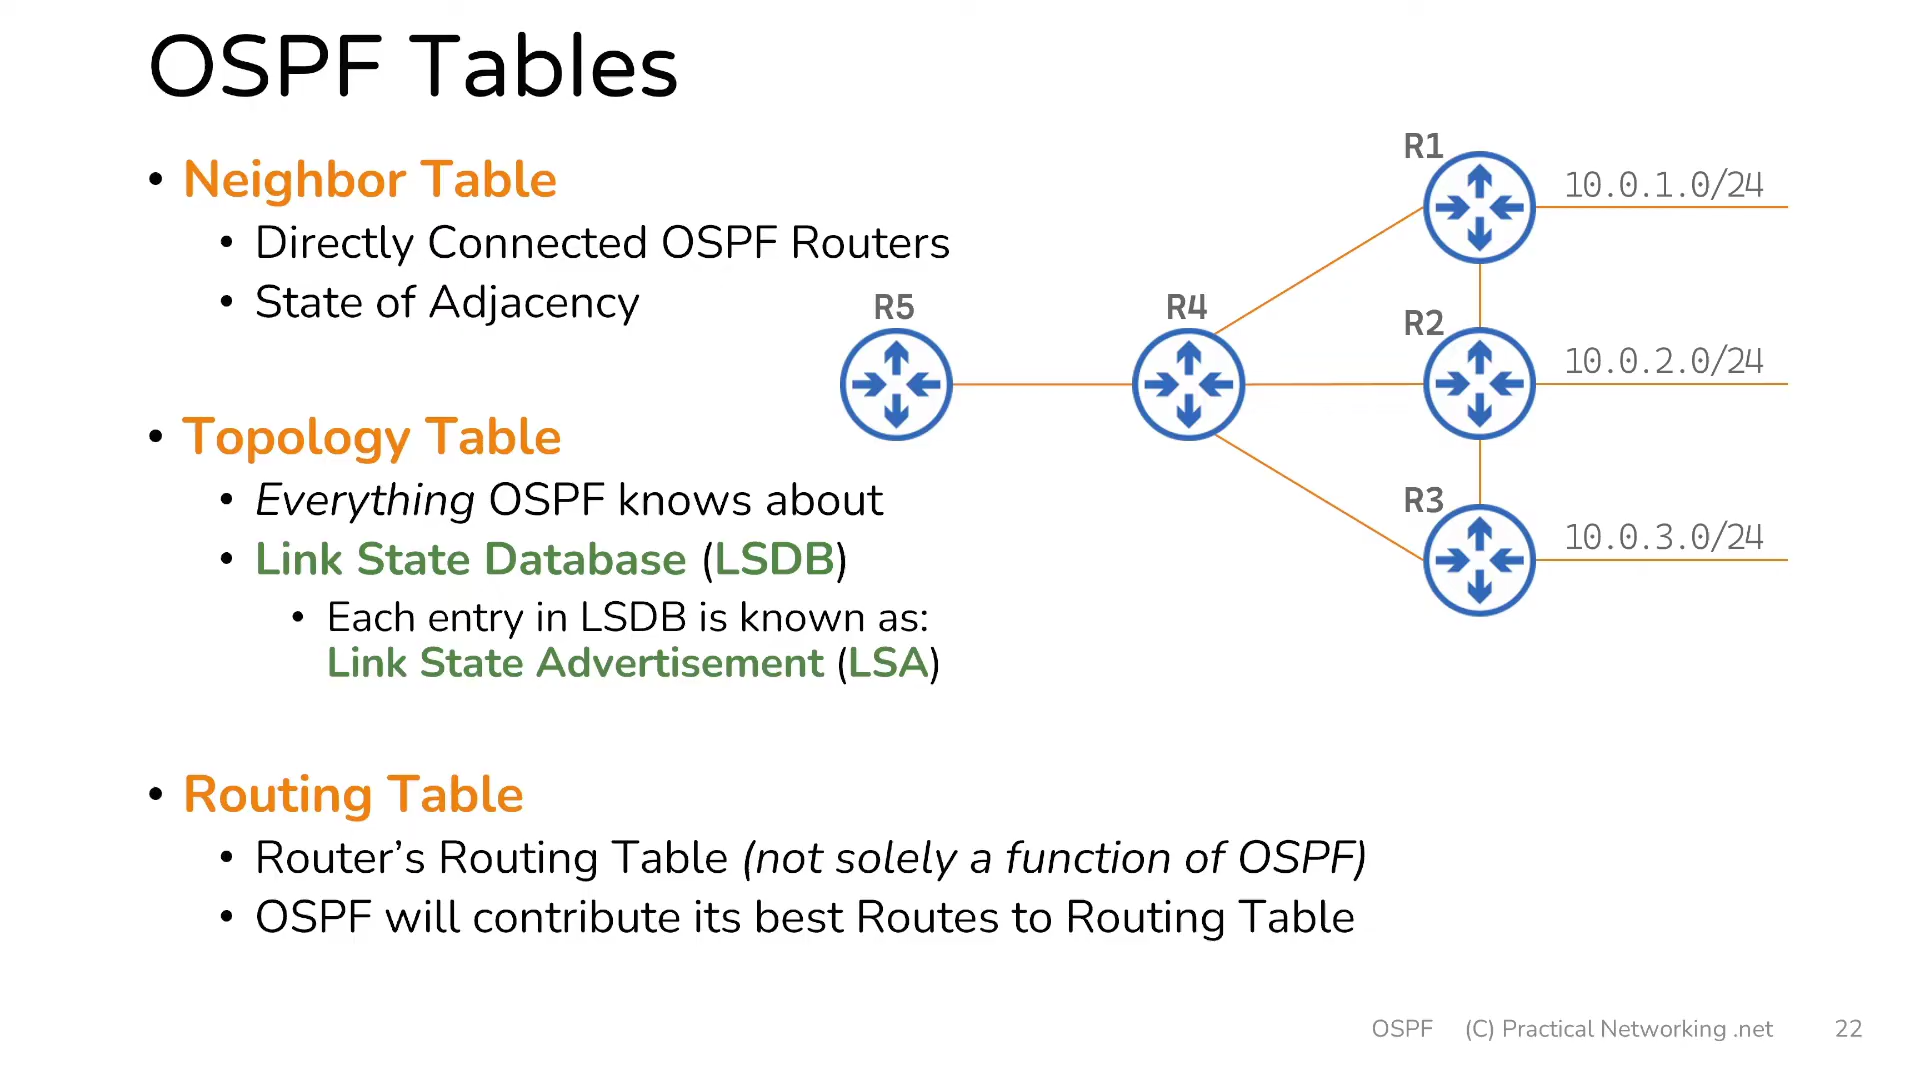 OSPF Tables
• Neighbor Table
• Directly Connected OSPF Routers
• State of Adjacency
• Topology Table
• Everything OSPF knows about
• Link State Database (LSDB)
• Each entry in LSDB is known as:
Link State Advertisement (LSA)
• Routing Table
• Router’s Routing Table (not solely a function of OSPF)
• OSPF will contribute its best Routes to Routing Table
R1
10.0.1.0/24
R5
R4
R2
10.0.2.0/24
R3
10.0.3.0/24
OSPF (C) Practical Networking .net 22